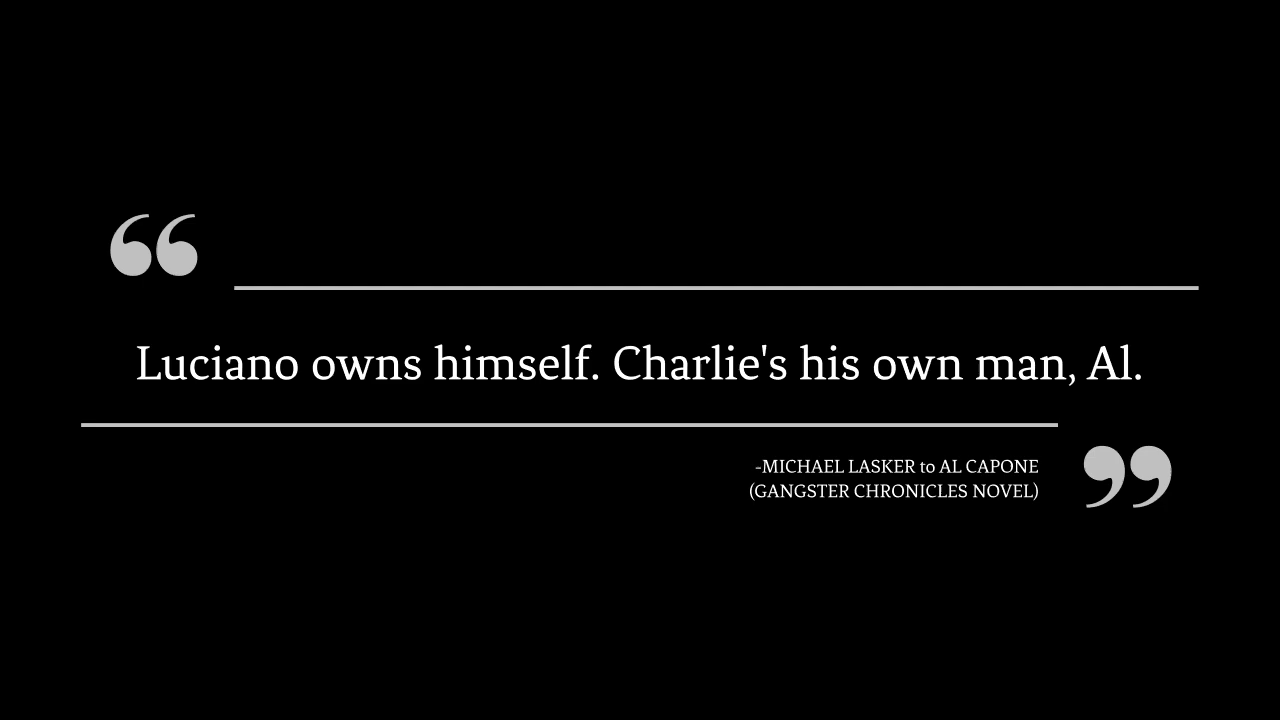 “
Luciano owns himself. Charlie's his own man, Al.
-MICHAEL LASKER to AL CAPONE
(GANGSTER CHRONICLES NOVEL)
”